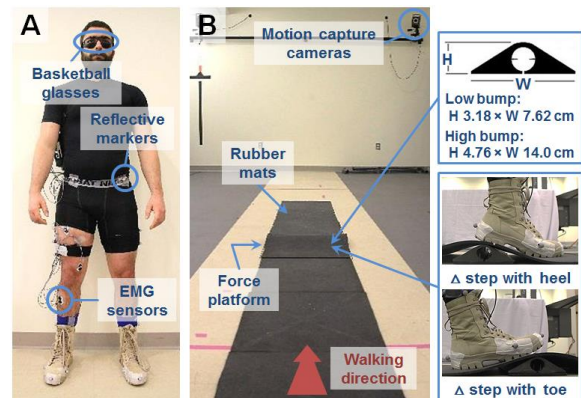 A
Basketball
glasses
Reflective
markers
EMG
sensors
B
Motion capture
cameras
Rubber
mats
Force
platform
Walking
direction
H
W
Low bump:
H 3.18 × W 7.62 cm
High bump:
H 4.76 × W 14.0 cm
Δ step with heel
Δ step with toe